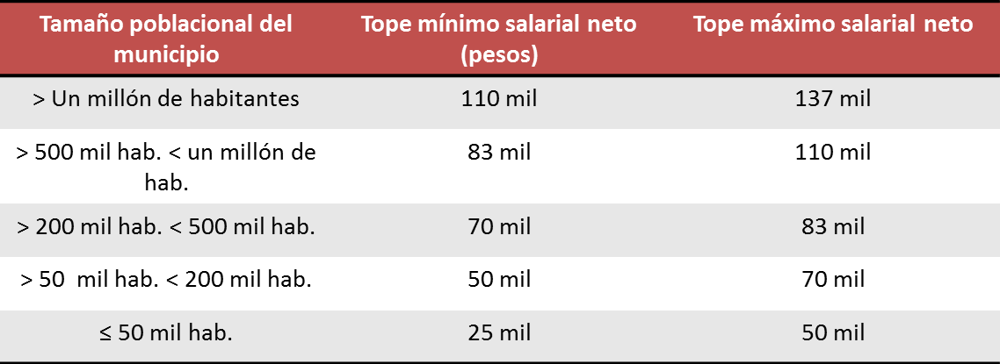 Tamaño poblacional del municipio
Tope mínimo salarial neto (pesos)
Tope máximo salarial neto
> Un millón de habitantes 110 mil 137 mil
> 500 mil hab. < un millón de hab. 83 mil 110 mil
> 200 mil hab. < 500 mil hab. 70 mil 83 mil
> 50 mil hab. < 200 mil hab. 50 mil 70 mil
≤ 50 mil hab. 25 mil 50 mil